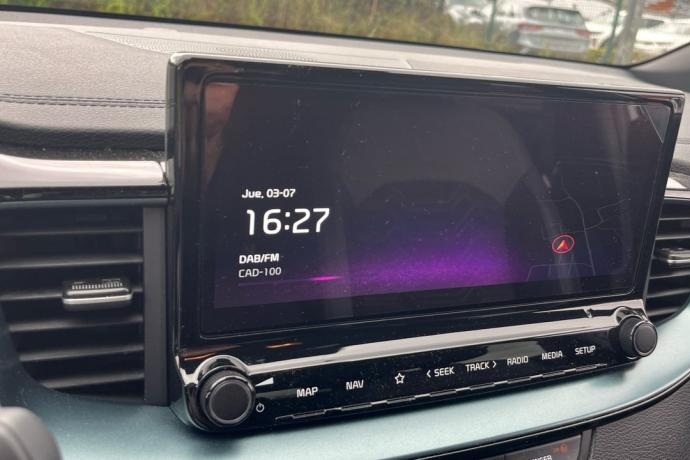 Jue, 03-07
16:27
DAB/FM
CAD-100
MAP NAV < SEEK TRACK > RADIO MEDIA SETUP